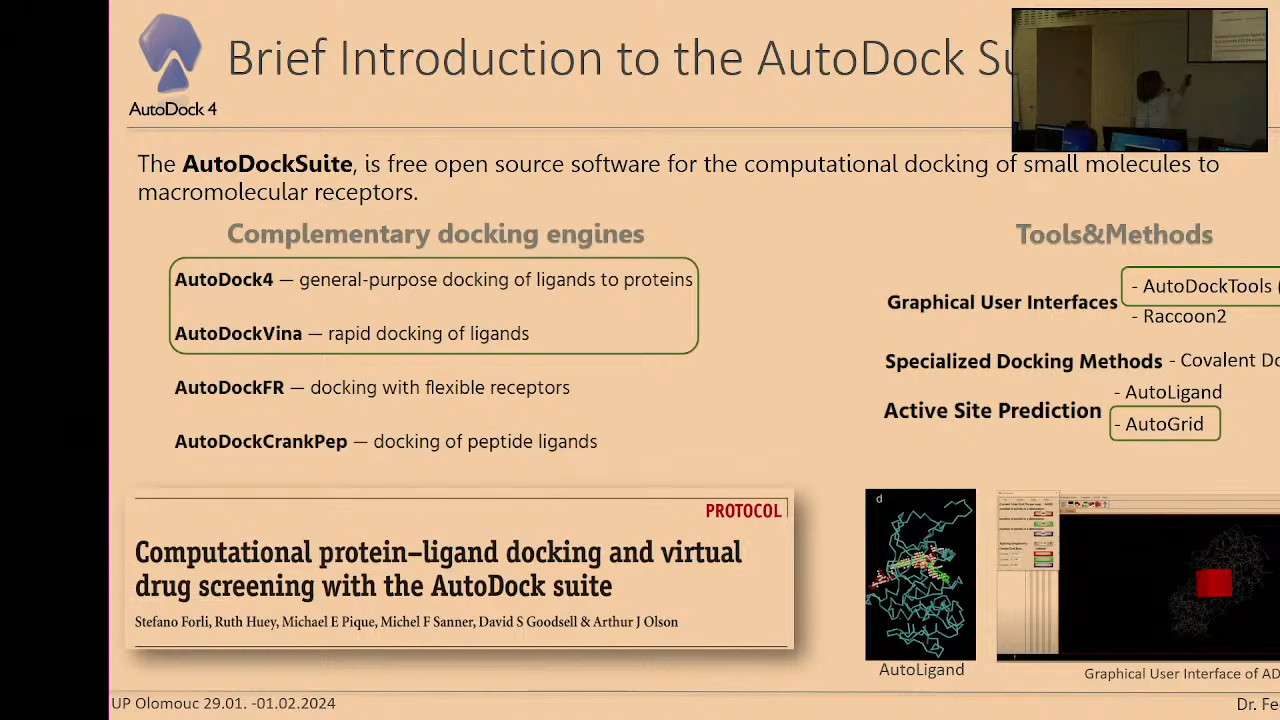 Brief Introduction to the AutoDock Su
AutoDock 4
The AutoDockSuite, is free open source software for the computational docking of small molecules to
macromolecular receptors.
Complementary docking engines
AutoDock4 — general-purpose docking of ligands to proteins
AutoDockVina — rapid docking of ligands
AutoDockFR — docking with flexible receptors
AutoDockCrankPep — docking of peptide ligands
Tools&Methods
Graphical User Interfaces
- AutoDockTools (
- Raccoon2
Specialized Docking Methods - Covalent Do
Active Site Prediction
- AutoLigand
- AutoGrid
PROTOCOL
Computational protein–ligand docking and virtual
drug screening with the AutoDock suite
Stefano Forli, Ruth Huey, Michael E Pique, Michel F Sanner, David S Goodsell & Arthur J Olson
d
AutoLigand
Graphical User Interface of AD
UP Olomouc 29.01. -01.02.2024
Dr. Fe